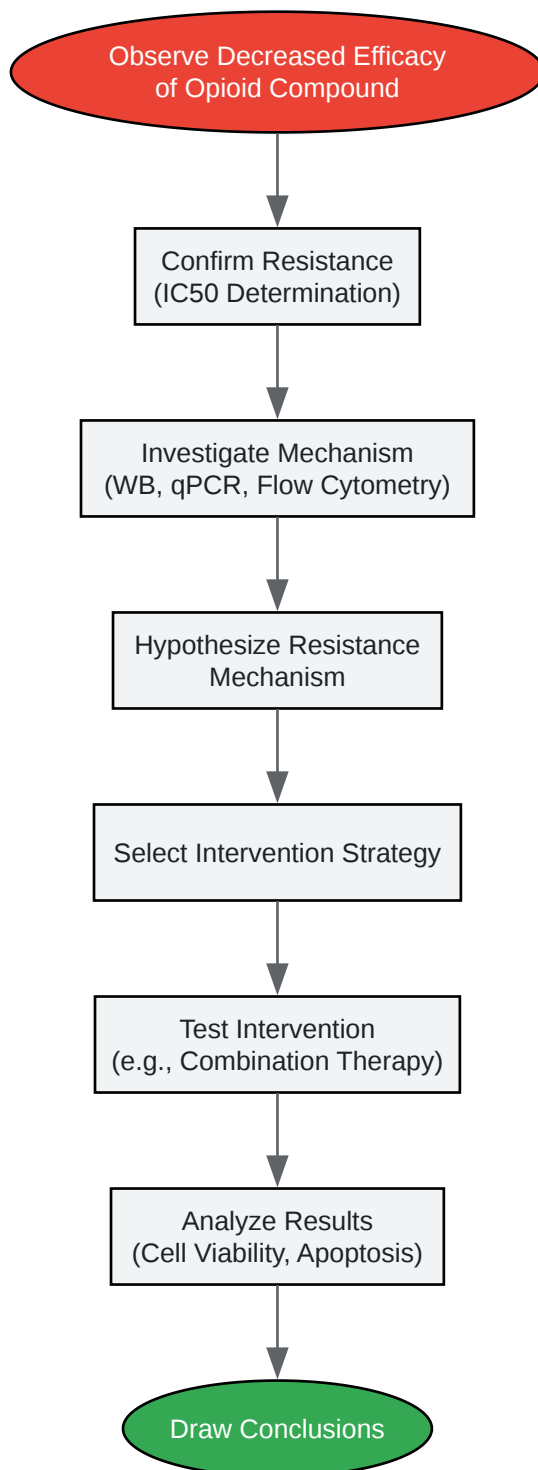 Observe Decreased Efficacy
of Opioid Compound
Confirm Resistance
(IC50 Determination)
Investigate Mechanism
(WB, qPCR, Flow Cytometry)
Hypothesize Resistance
Mechanism
Select Intervention Strategy
Test Intervention
(e.g., Combination Therapy)
Analyze Results
(Cell Viability, Apoptosis)
Draw Conclusions